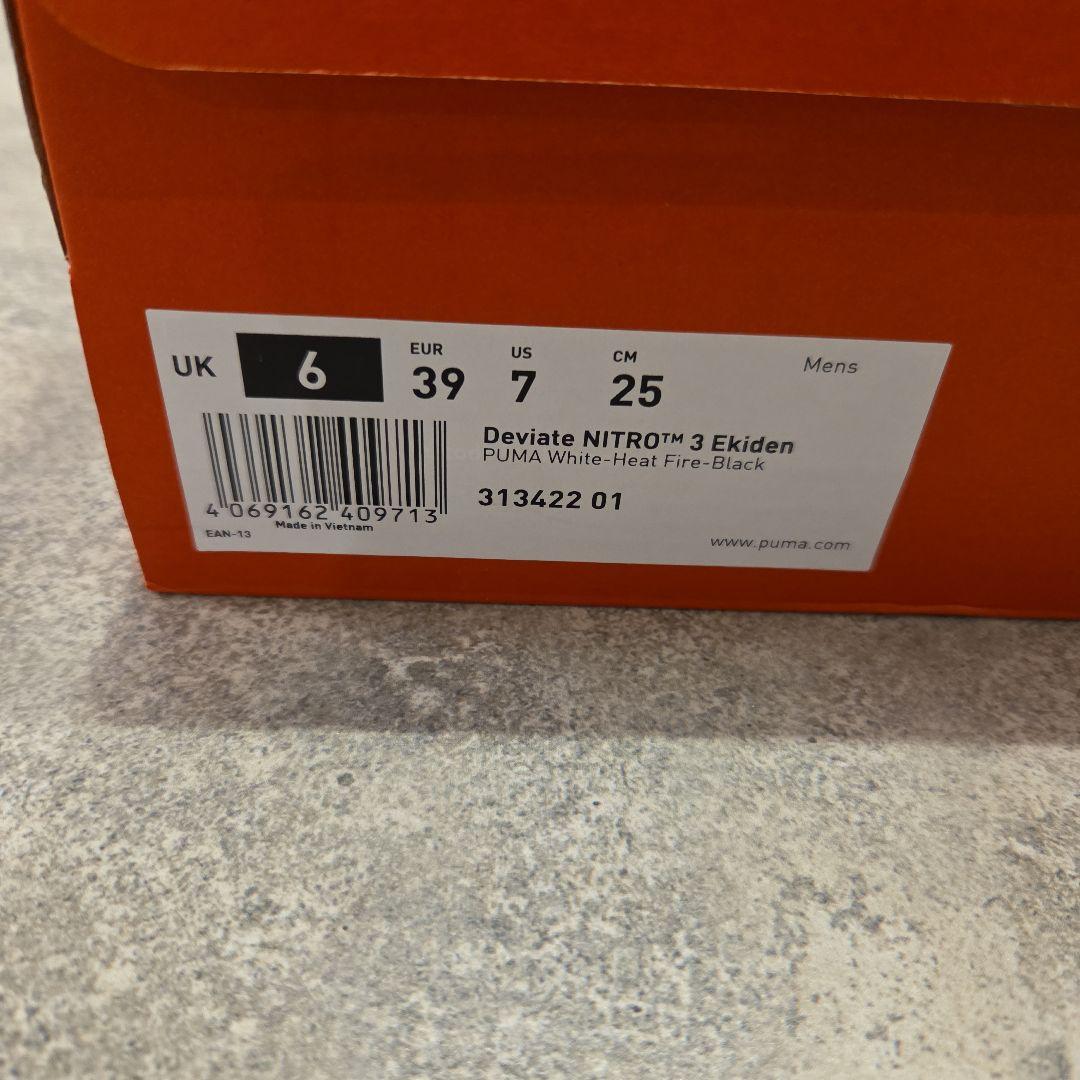 UK 6 EUR 39 US 7 CM 25 Mens
Deviate NITRO™ 3 Ekiden
PUMA White-Heat Fire-Black
313422 01
4 069162 409713
Made in Vietnam
EAN-13
www.puma.com